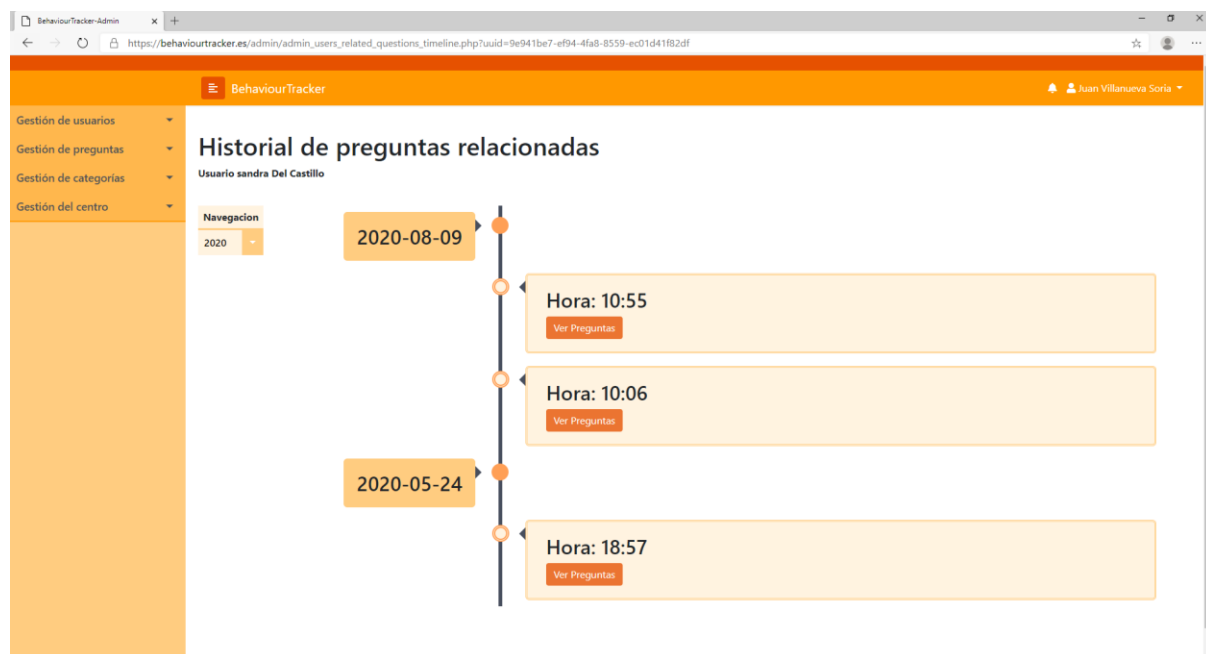 BehaviourTracker-Admin
https://behaviourtracker.es/admin/admin_users_related_questions_timeline.php?uuid=9e941be7-ef94-4fa8-8559-ec01d41f82df
BehaviourTracker
Juan Villanueva Soria
Gestión de usuarios
Gestión de preguntas
Gestión de categorías
Gestión del centro
Historial de preguntas relacionadas
Usuario sandra Del Castillo
Navegacion
2020
2020-08-09
Hora: 10:55
Ver Preguntas
Hora: 10:06
Ver Preguntas
2020-05-24
Hora: 18:57
Ver Preguntas